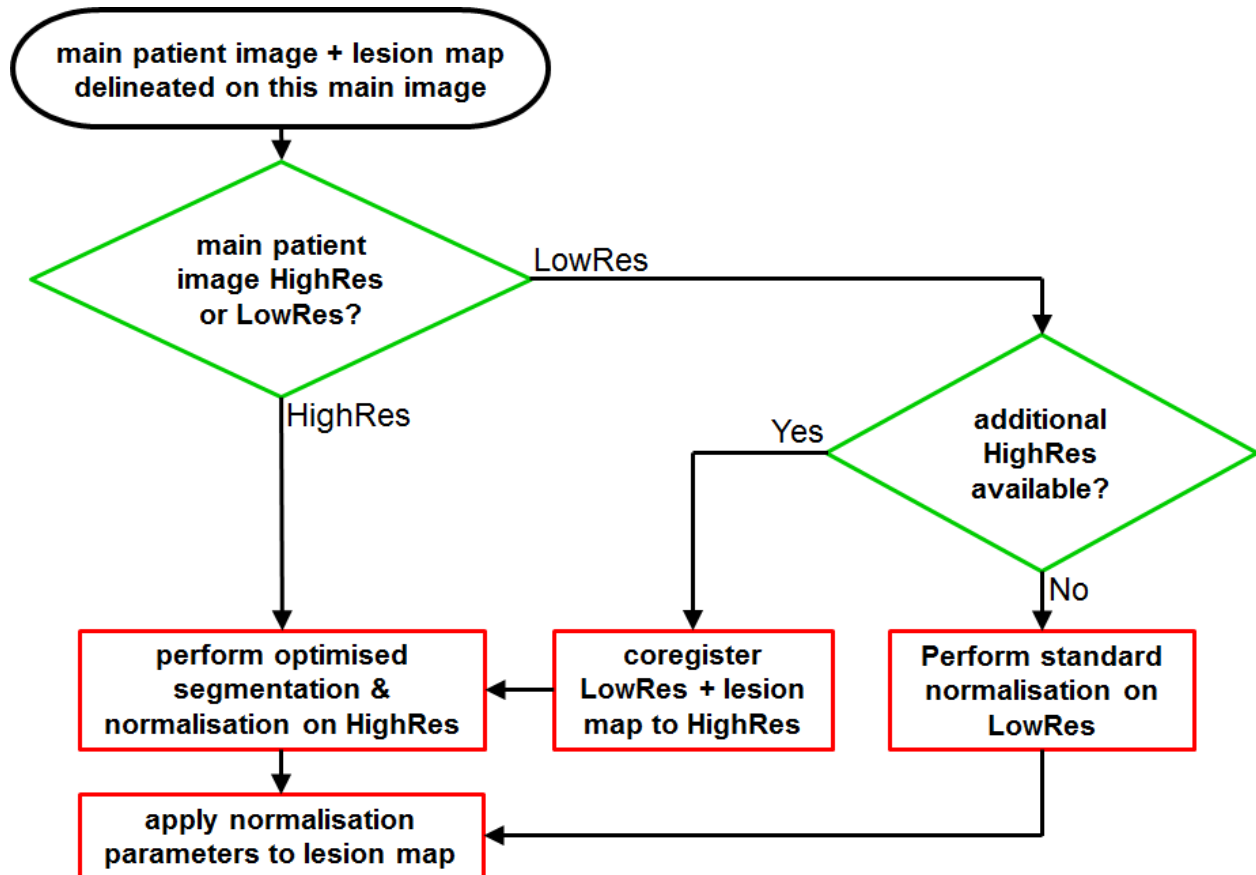 main patient image + lesion map
delineated on this main image
main patient
image HighRes
or LowRes?
LowRes
HighRes
Yes
additional
HighRes
available?
No
perform optimised
segmentation &
normalisation on HighRes
coregister
LowRes + lesion
map to HighRes
Perform standard
normalisation on
LowRes
apply normalisation
parameters to lesion map